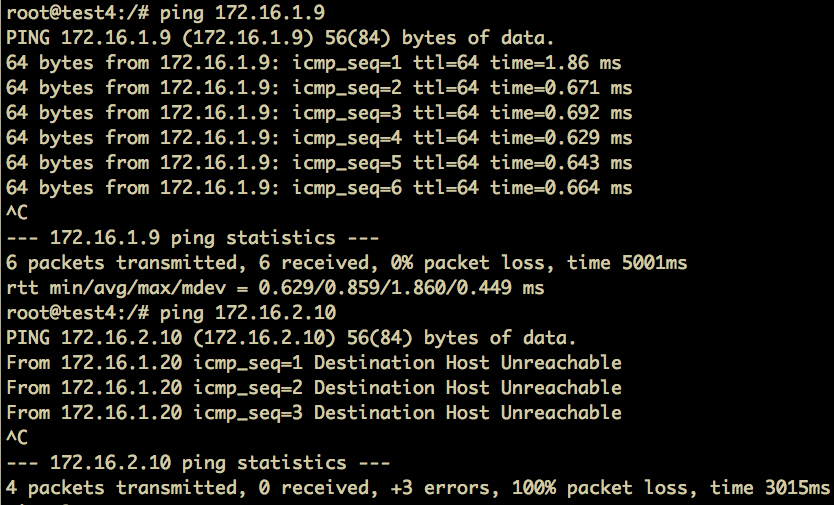 root@test4:/# ping 172.16.1.9
PING 172.16.1.9 (172.16.1.9) 56(84) bytes of data.
64 bytes from 172.16.1.9: icmp_seq=1 ttl=64 time=1.86 ms
64 bytes from 172.16.1.9: icmp_seq=2 ttl=64 time=0.671 ms
64 bytes from 172.16.1.9: icmp_seq=3 ttl=64 time=0.692 ms
64 bytes from 172.16.1.9: icmp_seq=4 ttl=64 time=0.629 ms
64 bytes from 172.16.1.9: icmp_seq=5 ttl=64 time=0.643 ms
64 bytes from 172.16.1.9: icmp_seq=6 ttl=64 time=0.664 ms
^C
--- 172.16.1.9 ping statistics ---
6 packets transmitted, 6 received, 0% packet loss, time 5001ms
rtt min/avg/max/mdev = 0.629/0.859/1.860/0.449 ms
root@test4:/# ping 172.16.2.10
PING 172.16.2.10 (172.16.2.10) 56(84) bytes of data.
From 172.16.1.20 icmp_seq=1 Destination Host Unreachable
From 172.16.1.20 icmp_seq=2 Destination Host Unreachable
From 172.16.1.20 icmp_seq=3 Destination Host Unreachable
^C
--- 172.16.2.10 ping statistics ---
4 packets transmitted, 0 received, +3 errors, 100% packet loss, time 3015ms